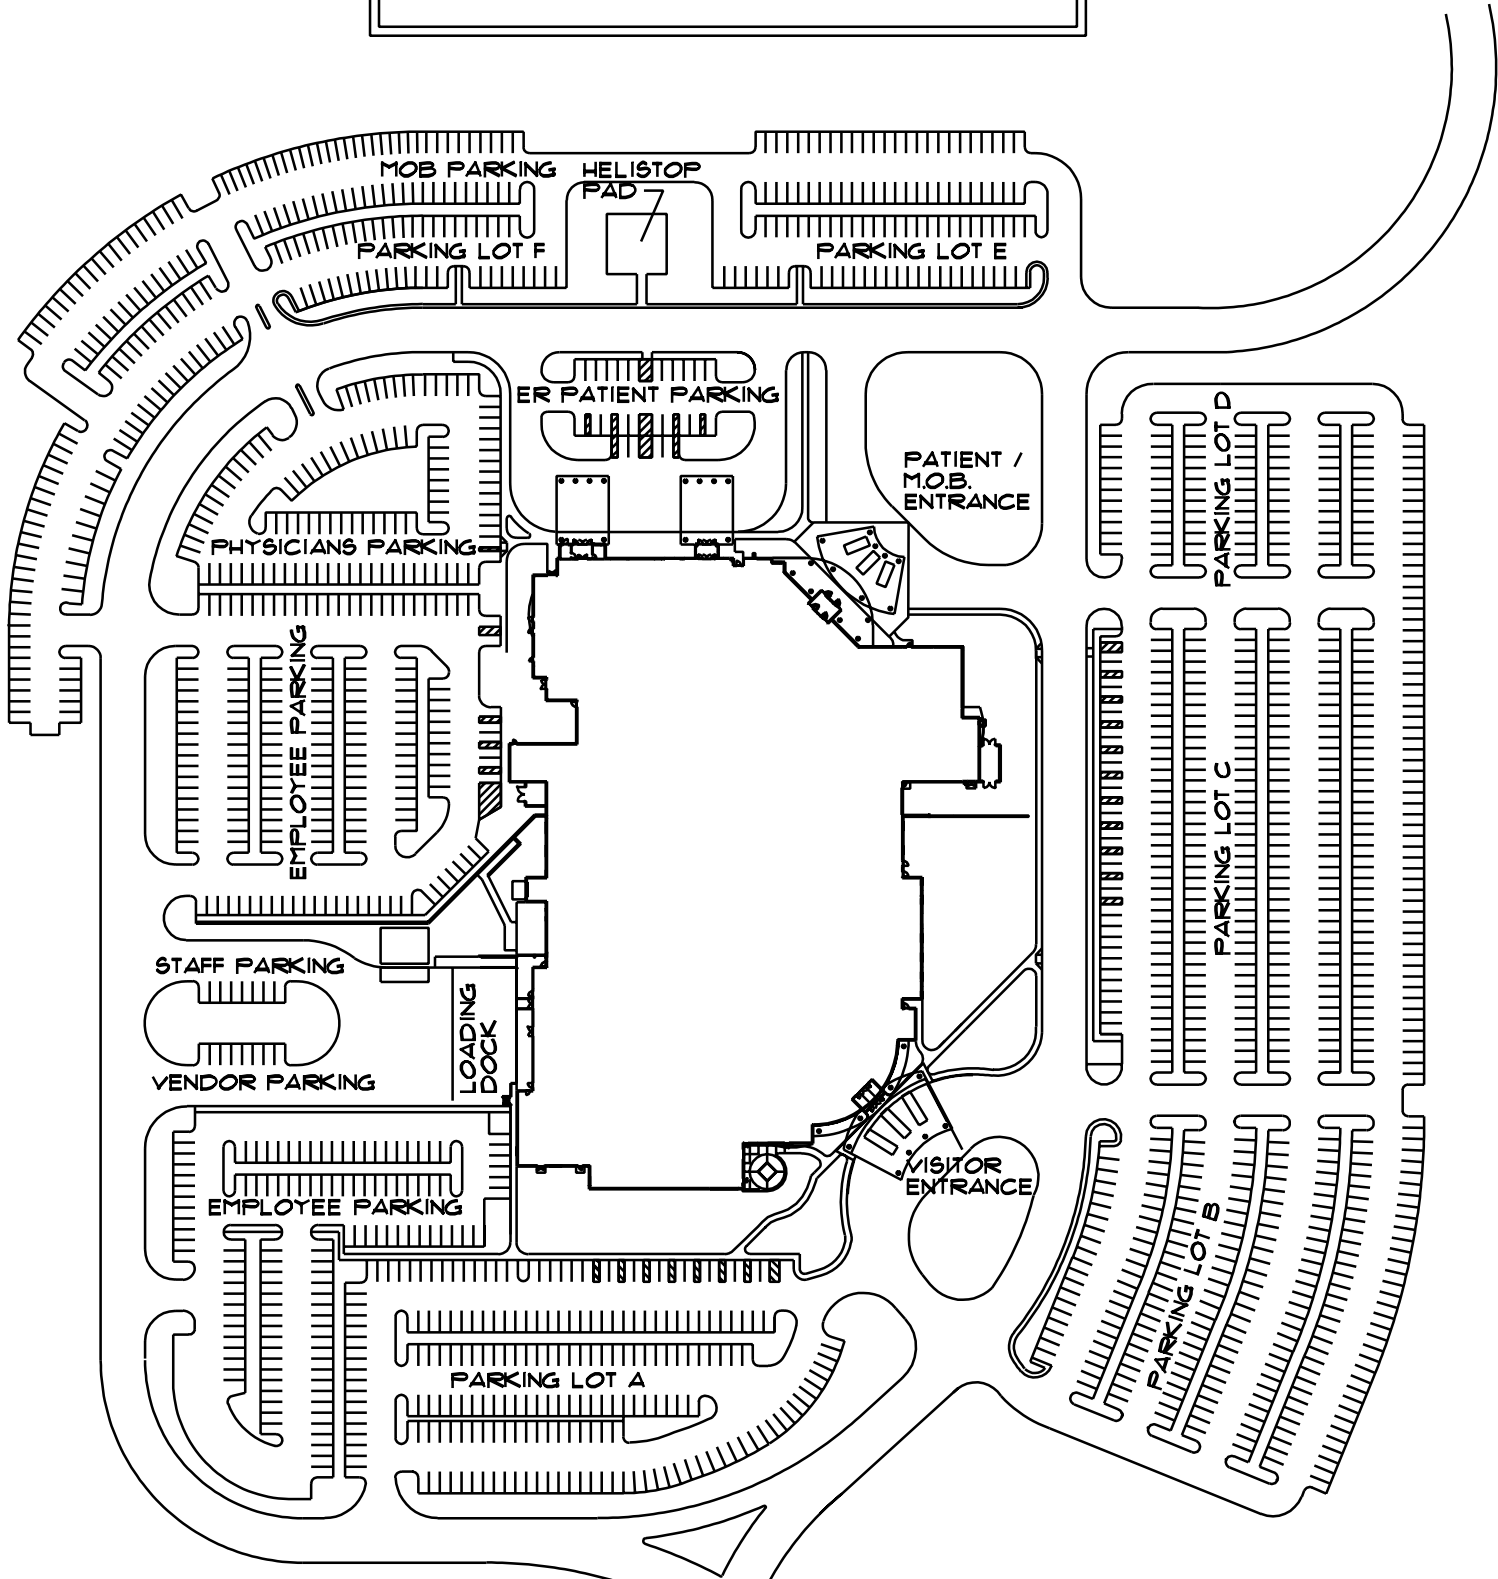 MOB PARKING
HELISTOP
PAD
PARKING LOT F
PARKING LOT E
ER PATIENT PARKING
PATIENT /
M.O.B.
ENTRANCE
PARKING LOT D
PHYSICIANS PARKING
EMPLOYEE PARKING
PARKING LOT C
STAFF PARKING
LOADING
DOCK
VENDOR PARKING
VISITOR
ENTRANCE
EMPLOYEE PARKING
PARKING LOT B
PARKING LOT A